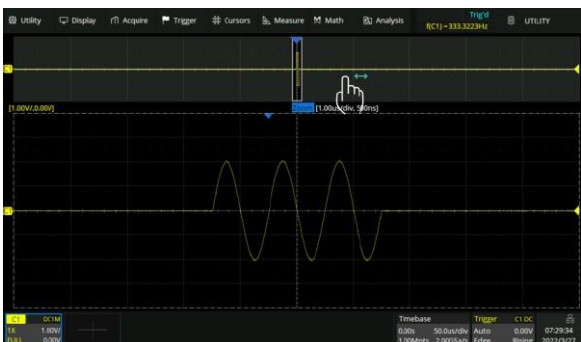 Utility Display Acquire Trigger Cursors Measure Math Analysis
Trig'd
f(C1)=333.3223Hz
UTILITY
C1
[1.00V/,0.00V]
Zoom [1.00us/div, 500ns]
C1
C1 DC1M
1X 1.00V/
FULL 0.00V
Timebase
0.00s 50.0us/div
1.00Mpts 2.00GSa/s
Trigger C1 DC
Auto 0.00V
Edge Rising
07:29:34
2022/3/27